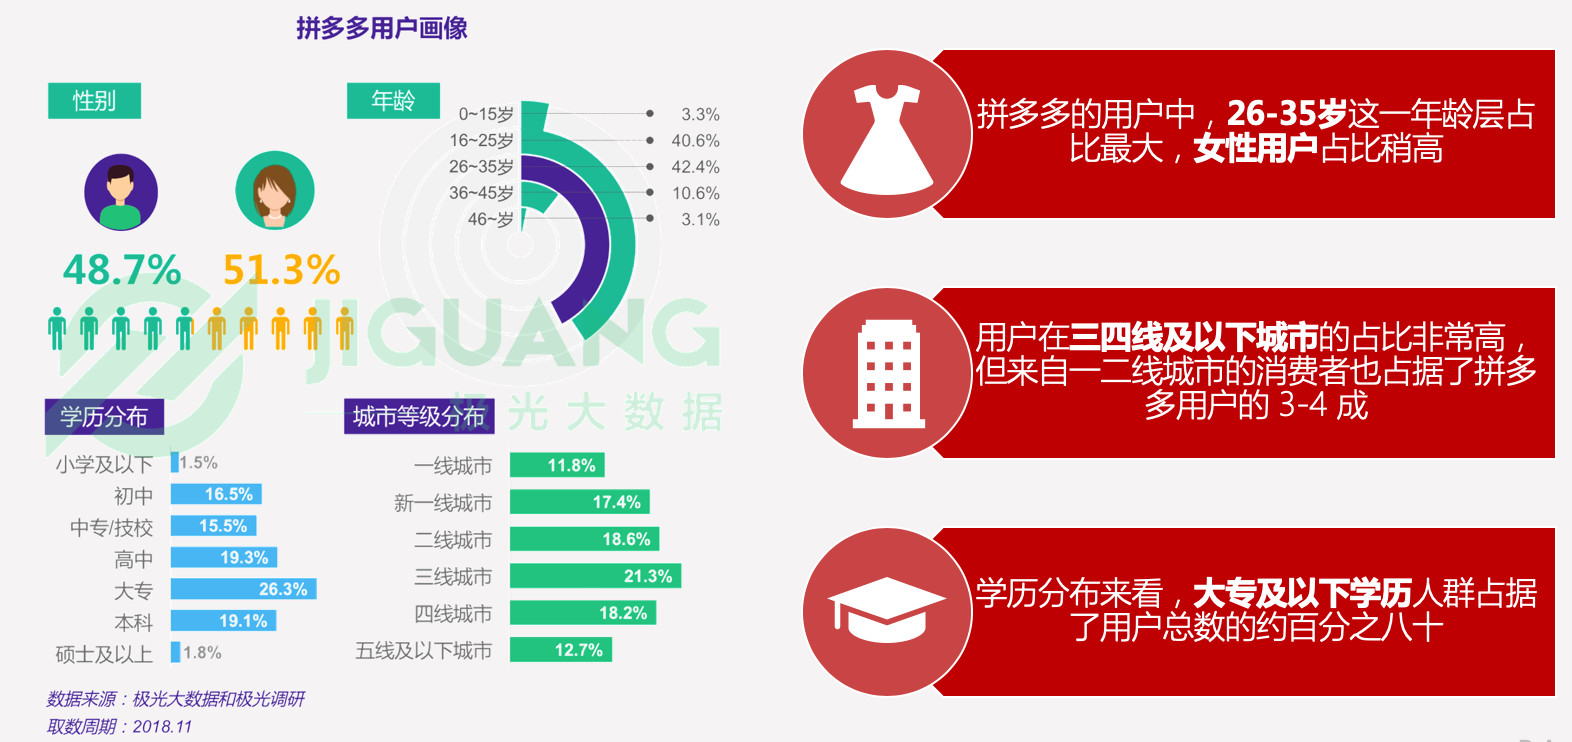 拼多多用户画像
性别
48.7%
51.3%
年龄
0~15岁 3.3%
16~25岁 40.6%
26~35岁 42.4%
36~45岁 10.6%
46~岁 3.1%
JIGUANG
极光大数据
学历分布
小学及以下 1.5%
初中 16.5%
中专/技校 15.5%
高中 19.3%
大专 26.3%
本科 19.1%
硕士及以上 1.8%
城市等级分布
一线城市 11.8%
新一线城市 17.4%
二线城市 18.6%
三线城市 21.3%
四线城市 18.2%
五线及以下城市 12.7%
数据来源：极光大数据和极光调研
取数周期：2018.11
拼多多的用户中，26-35岁这一年龄层占
比最大，女性用户占比稍高
用户在三四线及以下城市的占比非常高，
但来自一二线城市的消费者也占据了拼多
多用户的 3-4 成
学历分布来看，大专及以下学历人群占据
了用户总数的约百分之八十